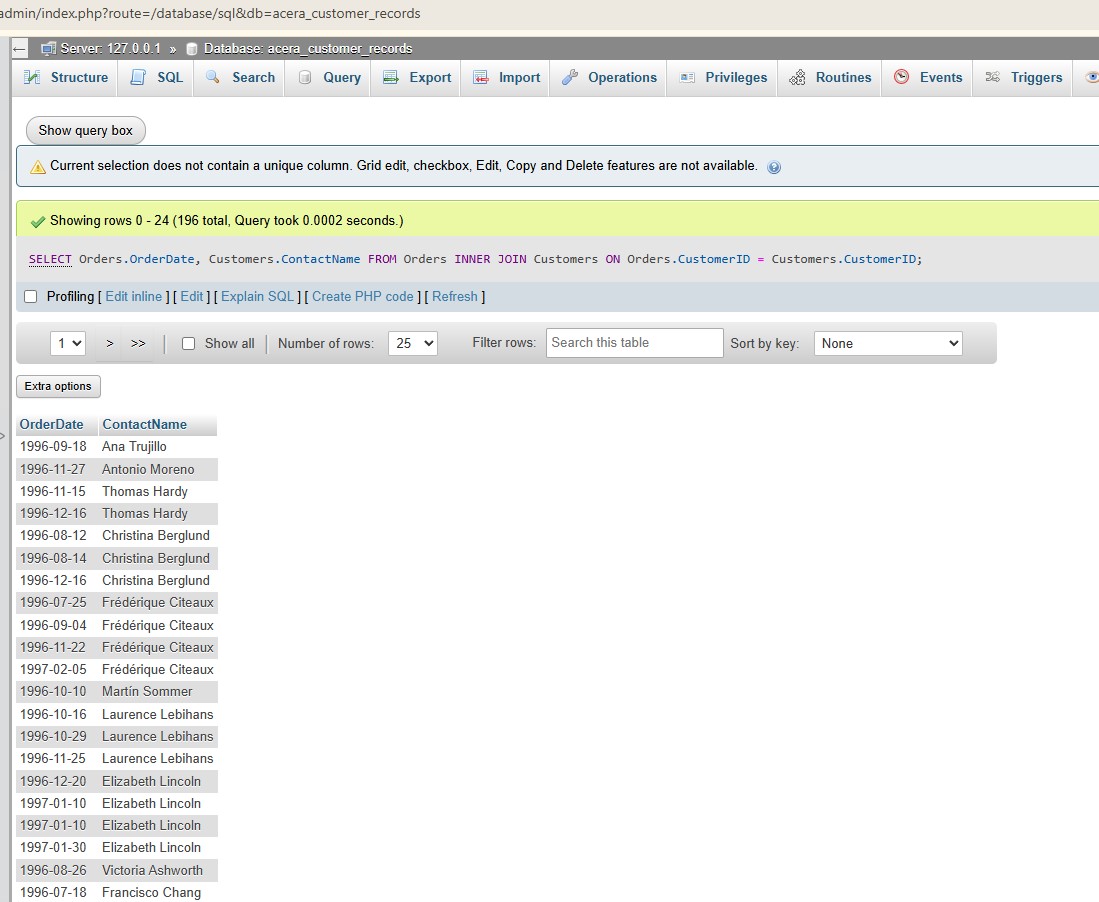 admin/index.php?route=/database/sql&db=acera_customer_records
← Server: 127.0.0.1 » Database: acera_customer_records
Structure SQL Search Query Export Import Operations Privileges Routines Events Triggers
Show query box
Current selection does not contain a unique column. Grid edit, checkbox, Edit, Copy and Delete features are not available.
Showing rows 0 - 24 (196 total, Query took 0.0002 seconds.)
SELECT Orders.OrderDate, Customers.ContactName FROM Orders INNER JOIN Customers ON Orders.CustomerID = Customers.CustomerID;
Profiling [ Edit inline ] [ Edit ] [ Explain SQL ] [ Create PHP code ] [ Refresh ]
1 > >> Show all Number of rows: 25 Filter rows: Search this table Sort by key: None
Extra options
OrderDate ContactName
1996-09-18 Ana Trujillo
1996-11-27 Antonio Moreno
1996-11-15 Thomas Hardy
1996-12-16 Thomas Hardy
1996-08-12 Christina Berglund
1996-08-14 Christina Berglund
1996-12-16 Christina Berglund
1996-07-25 Frédérique Citeaux
1996-09-04 Frédérique Citeaux
1996-11-22 Frédérique Citeaux
1997-02-05 Frédérique Citeaux
1996-10-10 Martín Sommer
1996-10-16 Laurence Lebihans
1996-10-29 Laurence Lebihans
1996-11-25 Laurence Lebihans
1996-12-20 Elizabeth Lincoln
1997-01-10 Elizabeth Lincoln
1997-01-10 Elizabeth Lincoln
1997-01-30 Elizabeth Lincoln
1996-08-26 Victoria Ashworth
1996-07-18 Francisco Chang